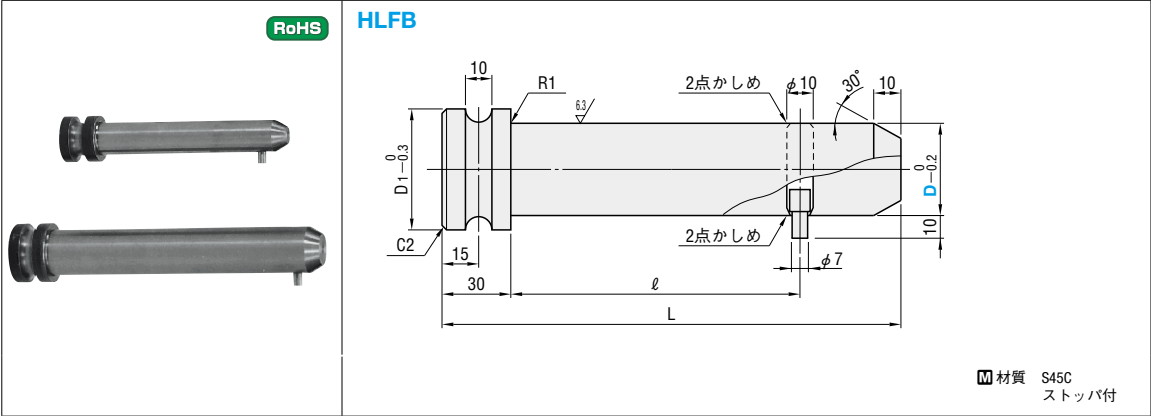 RoHS
HLFB
10
R1
6.3
2点かしめ
φ10
30°
10
D1 0 −0.3
D 0 −0.2
C2
15
2点かしめ
10
φ7
30
ℓ
L
M 材質 S45C
ストッパ付